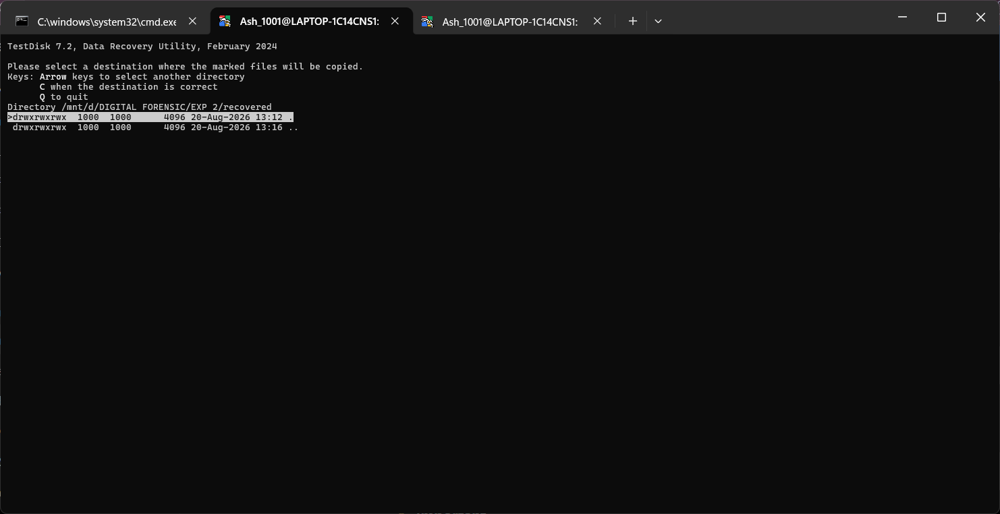 C:\windows\system32\cmd.exe
Ash_1001@LAPTOP-1C14CNS1:
Ash_1001@LAPTOP-1C14CNS1:
TestDisk 7.2, Data Recovery Utility, February 2024
Please select a destination where the marked files will be copied.
Keys: Arrow keys to select another directory
C when the destination is correct
Q to quit
Directory /mnt/d/DIGITAL FORENSIC/EXP 2/recovered
>drwxrwxrwx  1000  1000      4096 20-Aug-2026 13:12 .
drwxrwxrwx  1000  1000      4096 20-Aug-2026 13:16 ..